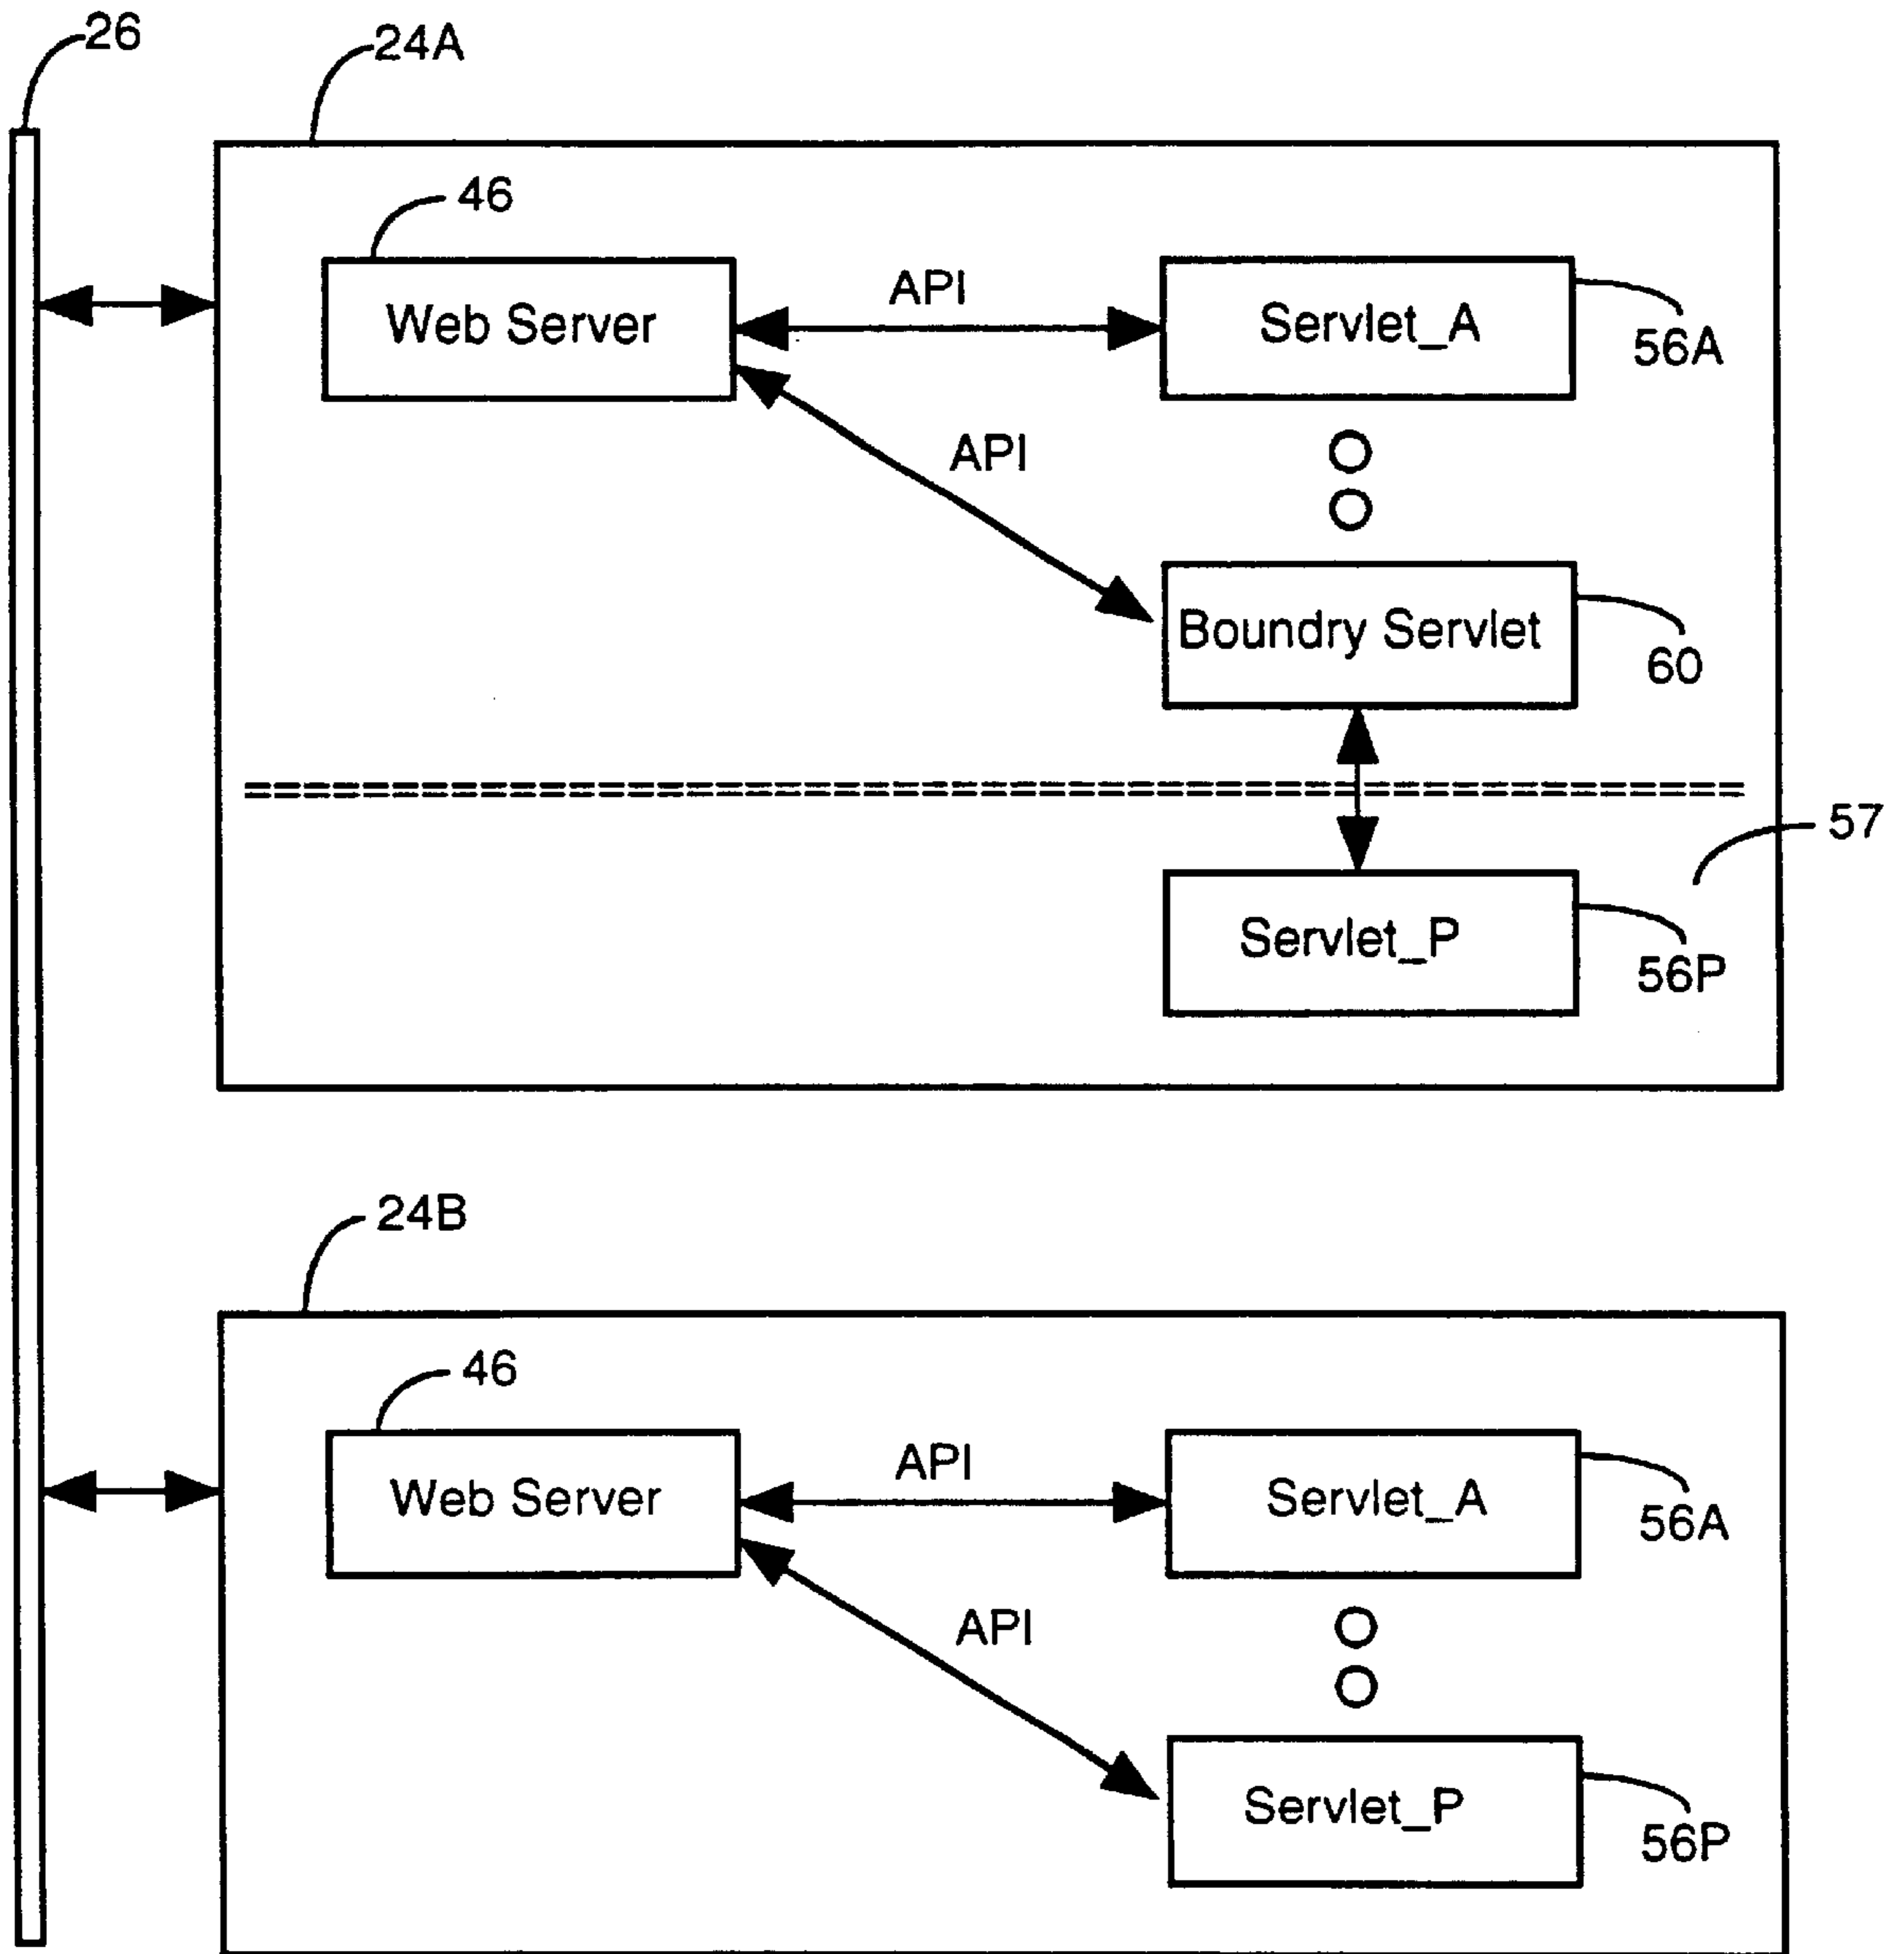 26
24A
46
Web Server
API
Servlet_A
56A
API
Boundry Servlet
60
57
Servlet_P
56P
24B
46
Web Server
API
Servlet_A
56A
API
Servlet_P
56P